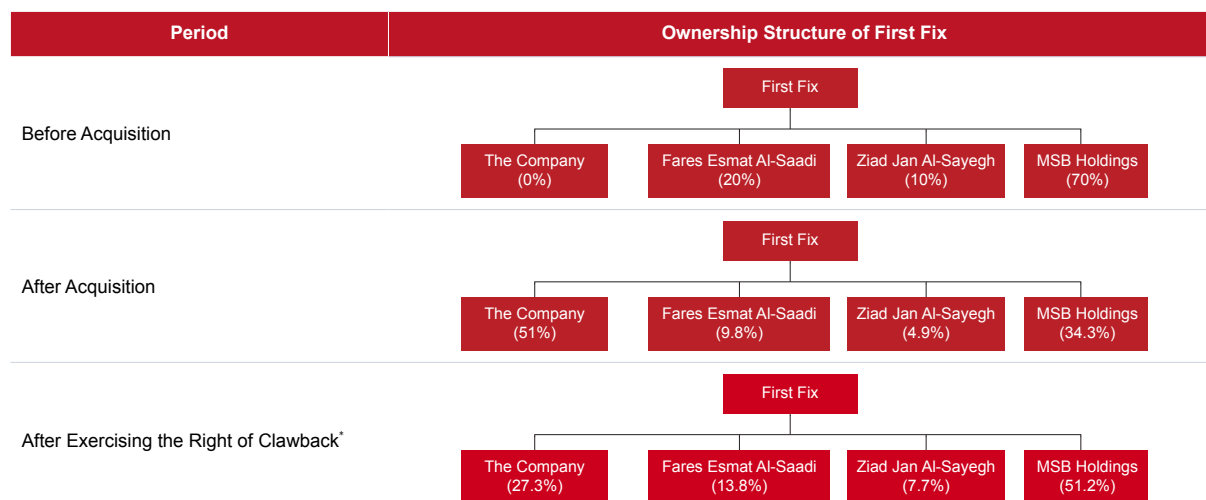 Period
Ownership Structure of First Fix
Before Acquisition
First Fix
The Company
(0%)
Fares Esmat Al-Saadi
(20%)
Ziad Jan Al-Sayegh
(10%)
MSB Holdings
(70%)
After Acquisition
First Fix
The Company
(51%)
Fares Esmat Al-Saadi
(9.8%)
Ziad Jan Al-Sayegh
(4.9%)
MSB Holdings
(34.3%)
After Exercising the Right of Clawback*
First Fix
The Company
(27.3%)
Fares Esmat Al-Saadi
(13.8%)
Ziad Jan Al-Sayegh
(7.7%)
MSB Holdings
(51.2%)